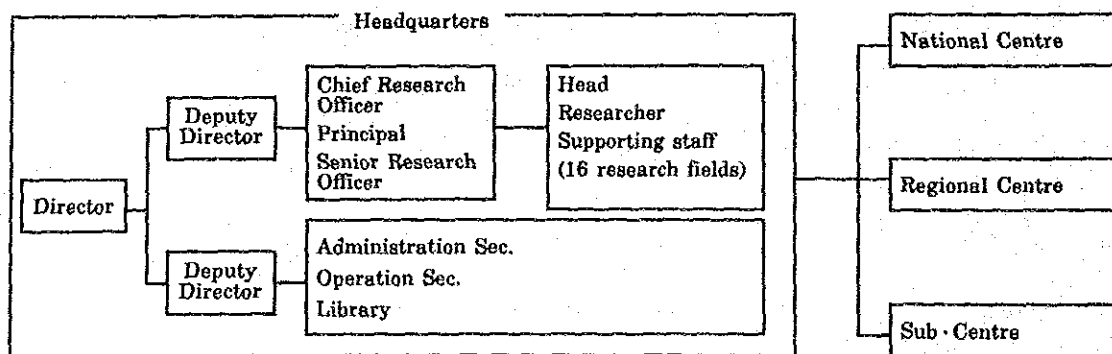 Headquarters
Director
Deputy
Director
Chief Research
Officer
Principal
Senior Research
Officer
Head
Researcher
Supporting staff
(16 research fields)
Deputy
Director
Administration Sec.
Operation Sec.
Library
National Centre
Regional Centre
Sub · Centre